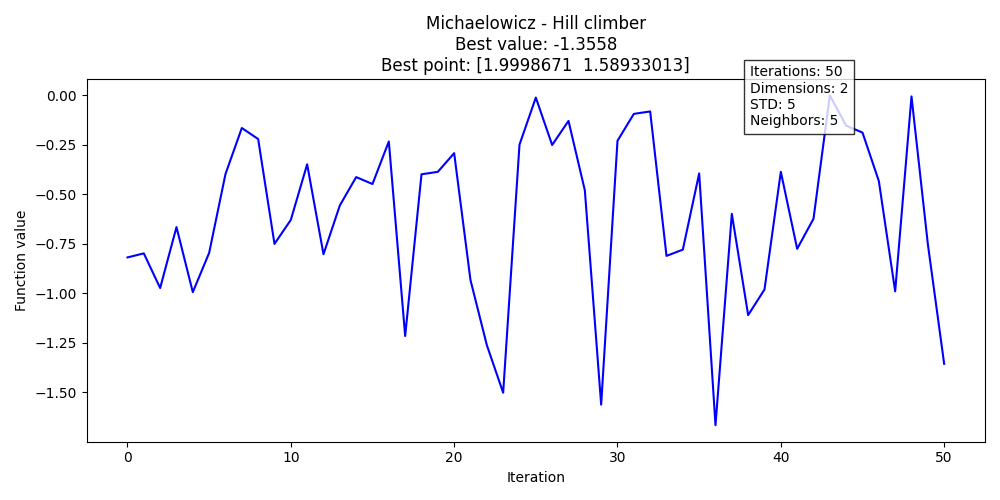 Michaelowicz - Hill climber
Best value: -1.3558
Best point: [1.9998671  1.58933013]
Iterations: 50
Dimensions: 2
STD: 5
Neighbors: 5
Function value
0.00
−0.25
−0.50
−0.75
−1.00
−1.25
−1.50
0 10 20 30 40 50
Iteration